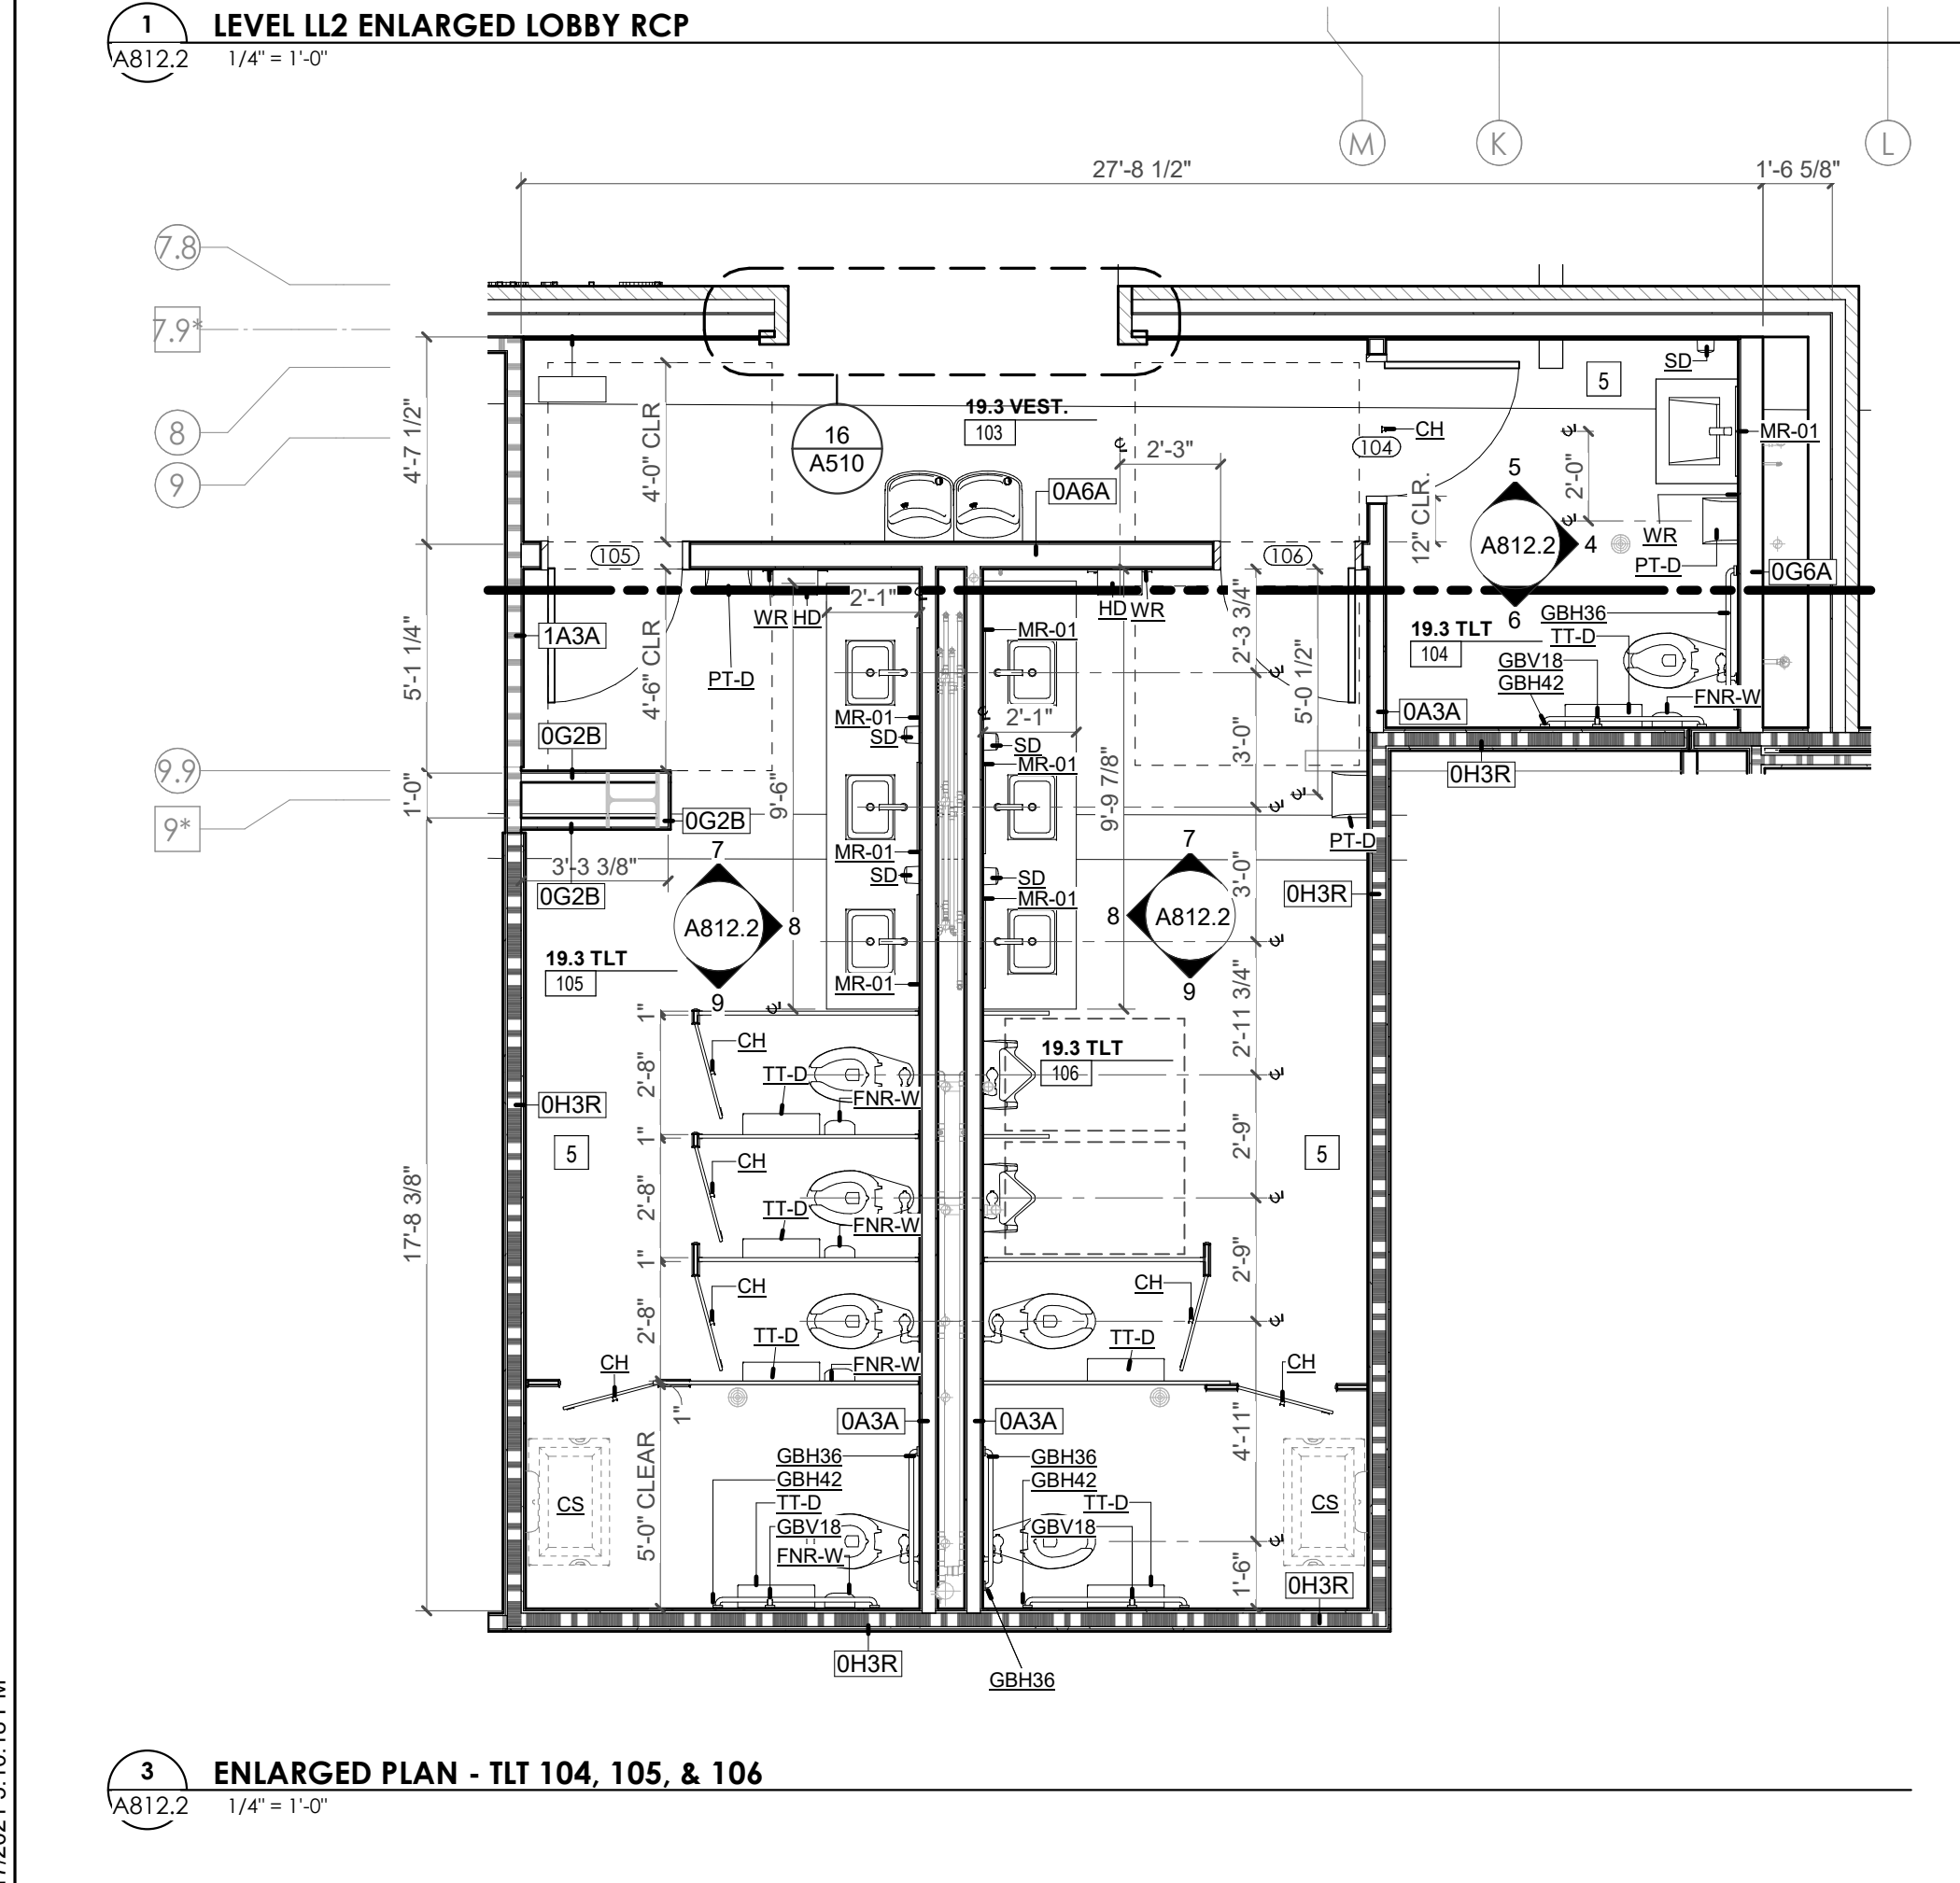 1
LEVEL LL2 ENLARGED LOBBY RCP
A812.2
1/4" = 1'-0"
M
K
L
27'-8 1/2"
1'-6 5/8"
7.8
7.9*
8
9
9.9
9*
4'-7 1/2"
5'-1 1/4"
1'-0"
17'-8 3/8"
4'-0" CLR
16
A510
19.3 VEST.
103
2'-3"
0A6A
104
CH
12" CLR.
5
SD
MR-01
2'-0"
5
A812.2
4
6
WR
PT-D
0G6A
GBH36
19.3 TLT
104
TT-D
GBV18
GBH42
FNR-W
0A3A
0H3R
105
106
1A3A
4'-6" CLR
WR
HD
PT-D
2'-1"
HD
WR
MR-01
2'-3 3/4"
5'-0 1/2"
MR-01
SD
2'-1"
SD
MR-01
3'-0"
0G2B
0G2B
9'-6"
9'-9 7/8"
PT-D
3'-3 3/8"
0G2B
MR-01
SD
SD
MR-01
3'-0"
0H3R
7
A812.2
8
9
7
8
A812.2
9
19.3 TLT
105
MR-01
2'-11 3/4"
1"
CH
2'-8"
TT-D
FNR-W
19.3 TLT
106
0H3R
1"
2'-9"
5
CH
5
2'-8"
TT-D
FNR-W
1"
2'-9"
CH
CH
2'-8"
TT-D
TT-D
FNR-W
CH
CH
1"
0A3A
0A3A
4'-11"
5'-0" CLEAR
GBH36
GBH42
TT-D
GBV18
FNR-W
GBH36
GBH42
TT-D
GBV18
CS
CS
1'-6"
0H3R
0H3R
GBH36
3
ENLARGED PLAN - TLT 104, 105, & 106
A812.2
1/4" = 1'-0"